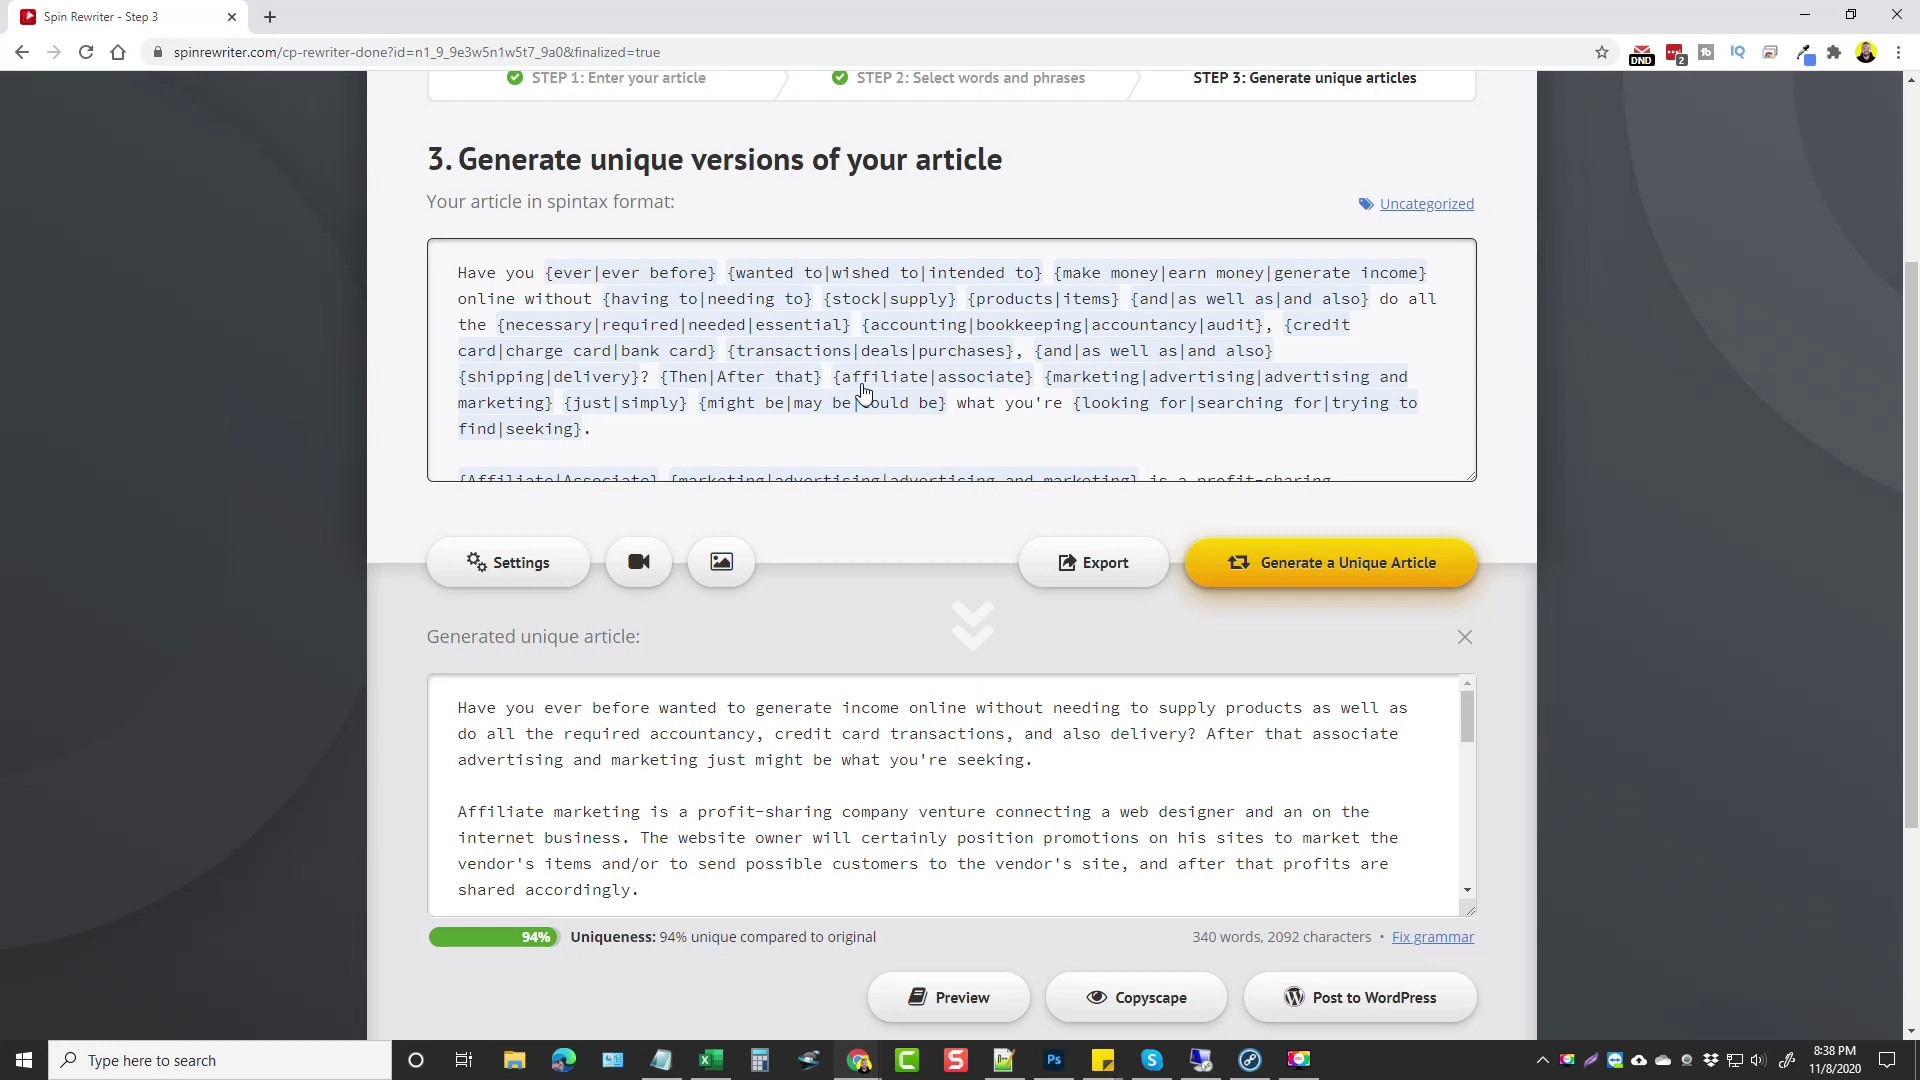 Spin Rewriter - Step 3
spinrewriter.com/cp-rewriter-done?id=n1_9_9e3w5n1w5t7_9a0&finalized=true
DND
2
STEP 1: Enter your article
STEP 2: Select words and phrases
STEP 3: Generate unique articles
3. Generate unique versions of your article
Your article in spintax format:
Uncategorized
Have you {ever|ever before} {wanted to|wished to|intended to} {make money|earn money|generate income}
online without {having to|needing to} {stock|supply} {products|items} {and|as well as|and also} do all
the {necessary|required|needed|essential} {accounting|bookkeeping|accountancy|audit}, {credit
card|charge card|bank card} {transactions|deals|purchases}, {and|as well as|and also}
{shipping|delivery}? {Then|After that} {affiliate|associate} {marketing|advertising|advertising and
marketing} {just|simply} {might be|may be|could be} what you're {looking for|searching for|trying to
find|seeking}.
{Affiliate|Associate} {marketing|advertising|advertising and marketing} is a profit-sharing
Settings
Export
Generate a Unique Article
Generated unique article:
Have you ever before wanted to generate income online without needing to supply products as well as
do all the required accountancy, credit card transactions, and also delivery? After that associate
advertising and marketing just might be what you're seeking.
Affiliate marketing is a profit-sharing company venture connecting a web designer and an on the
internet business. The website owner will certainly position promotions on his sites to market the
vendor's items and/or to send possible customers to the vendor's site, and after that profits are
shared accordingly.
94%
Uniqueness: 94% unique compared to original
340 words, 2092 characters • Fix grammar
Preview
Copyscape
Post to WordPress
Type here to search
Ps
8:38 PM
11/8/2020